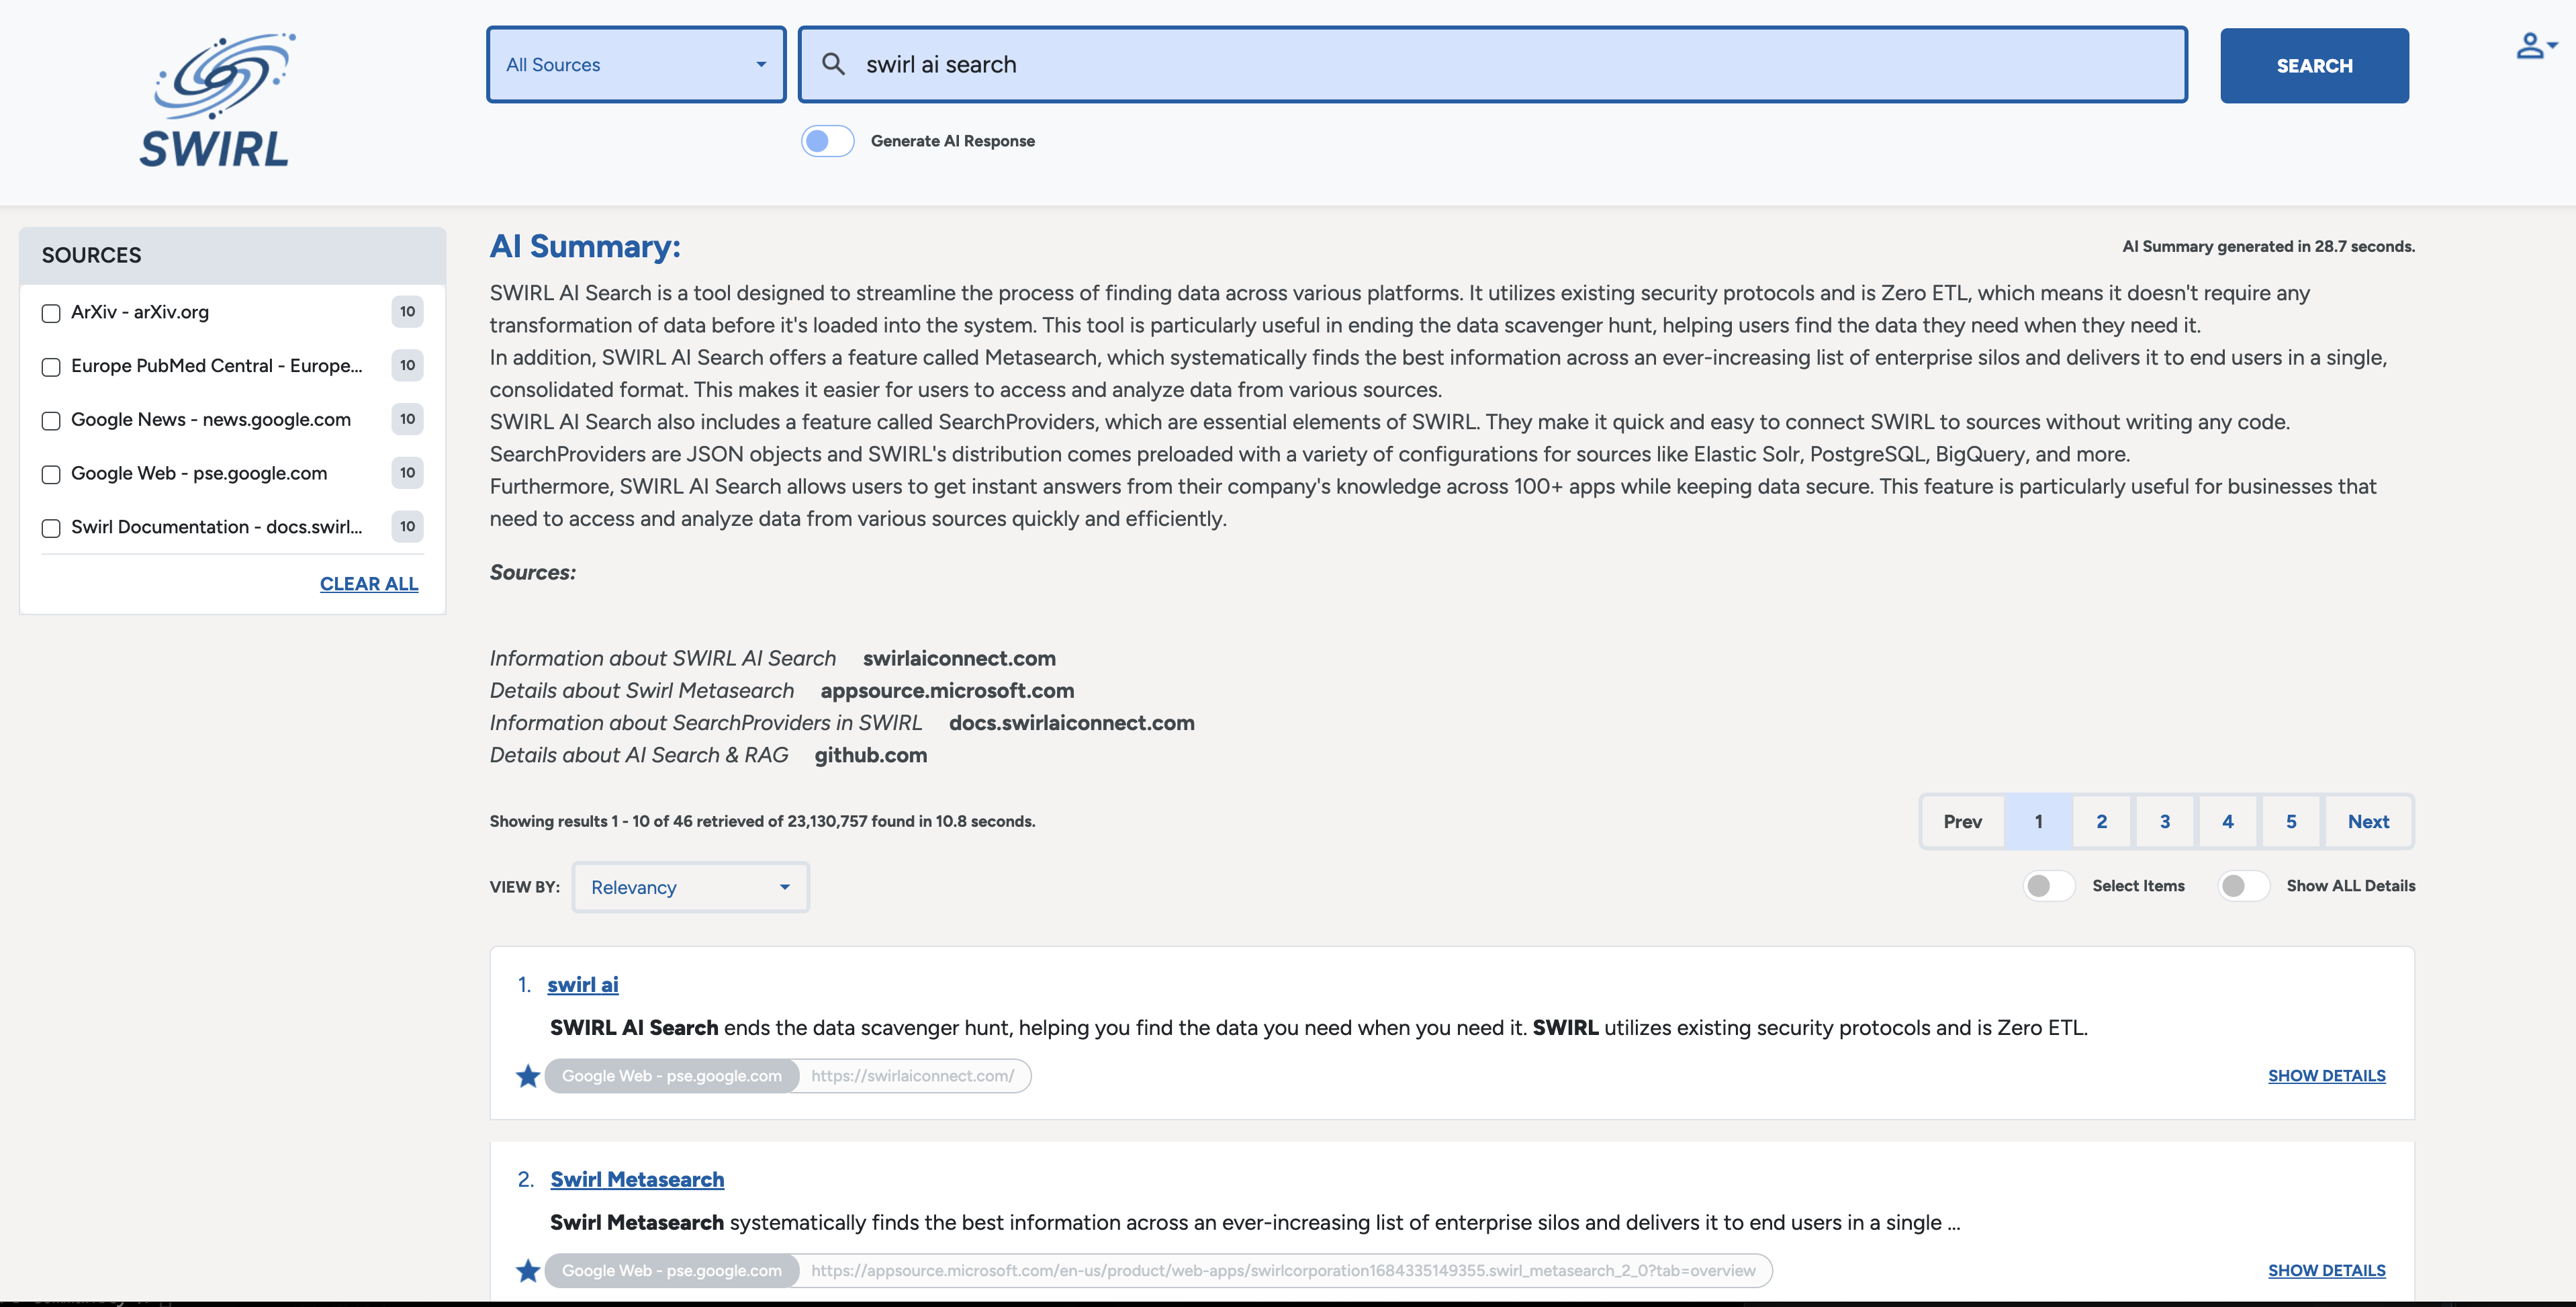 SWIRL
All Sources
swirl ai search
SEARCH
Generate AI Response
SOURCES
ArXiv - arXiv.org 10
Europe PubMed Central - Europe... 10
Google News - news.google.com 10
Google Web - pse.google.com 10
Swirl Documentation - docs.swirl... 10
CLEAR ALL
AI Summary:
AI Summary generated in 28.7 seconds.
SWIRL AI Search is a tool designed to streamline the process of finding data across various platforms. It utilizes existing security protocols and is Zero ETL, which means it doesn't require any
transformation of data before it's loaded into the system. This tool is particularly useful in ending the data scavenger hunt, helping users find the data they need when they need it.
In addition, SWIRL AI Search offers a feature called Metasearch, which systematically finds the best information across an ever-increasing list of enterprise silos and delivers it to end users in a single,
consolidated format. This makes it easier for users to access and analyze data from various sources.
SWIRL AI Search also includes a feature called SearchProviders, which are essential elements of SWIRL. They make it quick and easy to connect SWIRL to sources without writing any code.
SearchProviders are JSON objects and SWIRL's distribution comes preloaded with a variety of configurations for sources like Elastic Solr, PostgreSQL, BigQuery, and more.
Furthermore, SWIRL AI Search allows users to get instant answers from their company's knowledge across 100+ apps while keeping data secure. This feature is particularly useful for businesses that
need to access and analyze data from various sources quickly and efficiently.
Sources:
Information about SWIRL AI Search swirlaiconnect.com
Details about Swirl Metasearch appsource.microsoft.com
Information about SearchProviders in SWIRL docs.swirlaiconnect.com
Details about AI Search & RAG github.com
Showing results 1 - 10 of 46 retrieved of 23,130,757 found in 10.8 seconds.
Prev 1 2 3 4 5 Next
VIEW BY: Relevancy
Select Items Show ALL Details
1. swirl ai
SWIRL AI Search ends the data scavenger hunt, helping you find the data you need when you need it. SWIRL utilizes existing security protocols and is Zero ETL.
Google Web - pse.google.com https://swirlaiconnect.com/
SHOW DETAILS
2. Swirl Metasearch
Swirl Metasearch systematically finds the best information across an ever-increasing list of enterprise silos and delivers it to end users in a single ...
Google Web - pse.google.com https://appsource.microsoft.com/en-us/product/web-apps/swirlcorporation1684335149355.swirl_metasearch_2_0?tab=overview
SHOW DETAILS